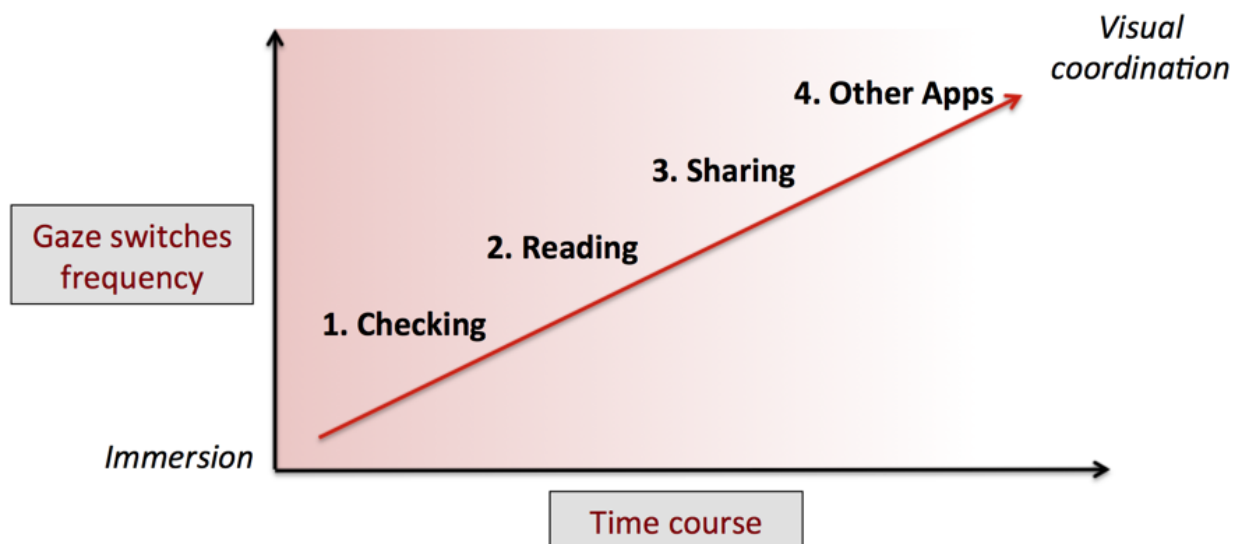 Visual
coordination
4. Other Apps
3. Sharing
Gaze switches
frequency
2. Reading
1. Checking
Immersion
Time course